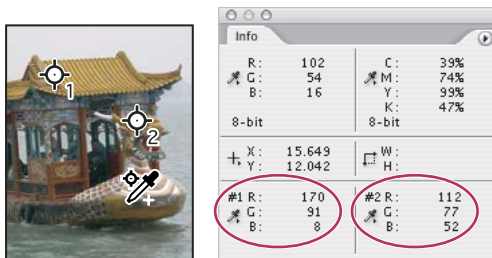 1
2
Info
R: 102
G: 54
B: 16
8-bit
C: 39%
M: 74%
Y: 99%
K: 47%
8-bit
X: 15.649
Y: 12.042
W:
H:
#1 R: 170
G: 91
B: 8
#2 R: 112
G: 77
B: 52